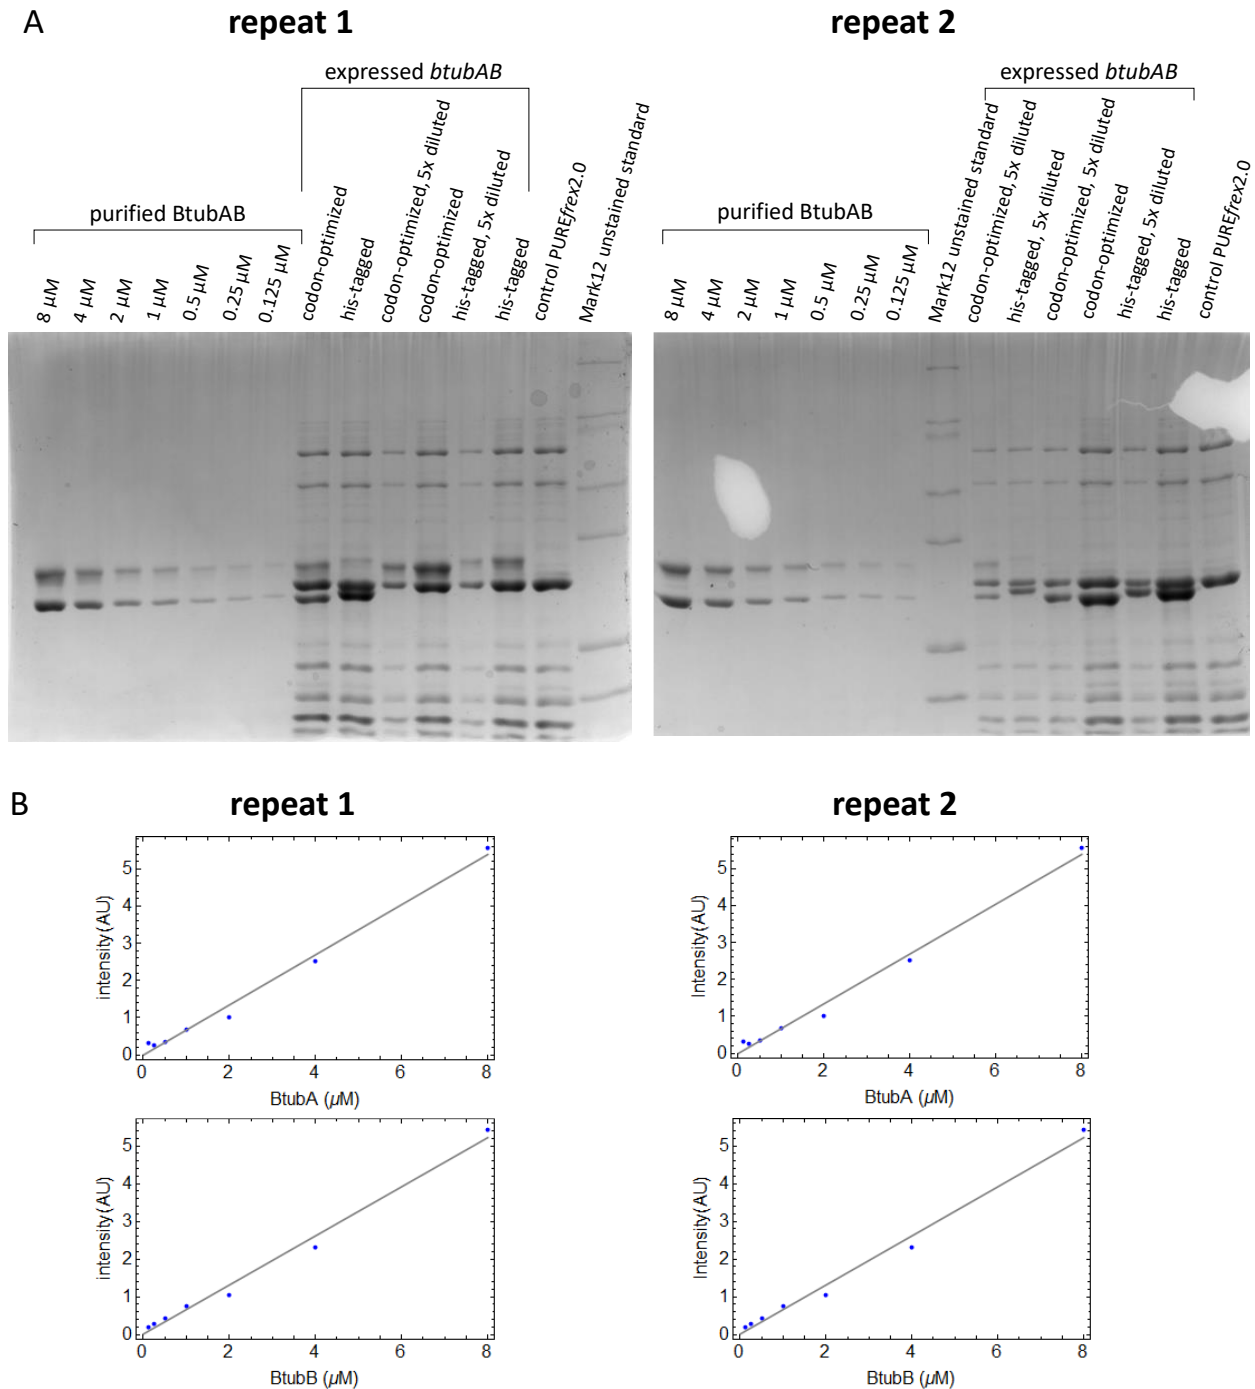 A
repeat 1
repeat 2
expressed btubAB
purified BtubAB
8 µM
4 µM
2 µM
1 µM
0.5 µM
0.25 µM
0.125 µM
codon-optimized
his-tagged
codon-optimized, 5x diluted
codon-optimized
his-tagged, 5x diluted
his-tagged
control PUREfrex2.0
Mark12 unstained standard
expressed btubAB
purified BtubAB
8 µM
4 µM
2 µM
1 µM
0.5 µM
0.25 µM
0.125 µM
Mark12 unstained standard
codon-optimized, 5x diluted
his-tagged, 5x diluted
codon-optimized, 5x diluted
codon-optimized
his-tagged, 5x diluted
his-tagged
control PUREfrex2.0
B
repeat 1
repeat 2
intensity(AU)
5
4
3
2
1
0
0 2 4 6 8
BtubA (µM)
Intensity(AU)
5
4
3
2
1
0
0 2 4 6 8
BtubA (µM)
intensity(AU)
5
4
3
2
1
0
0 2 4 6 8
BtubB (µM)
Intensity(AU)
5
4
3
2
1
0
0 2 4 6 8
BtubB (µM)